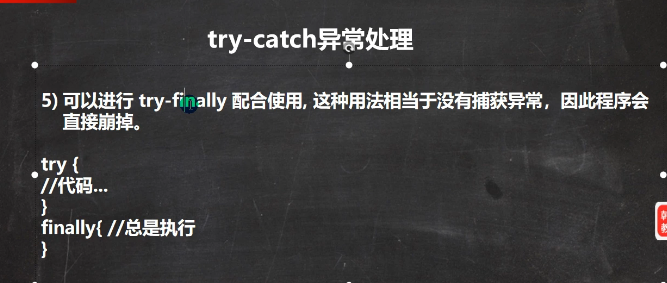 try-catch异常处理
5) 可以进行 try-finally 配合使用, 这种用法相当于没有捕获异常，因此程序会
直接崩掉。
try {
//代码...
}
finally{ //总是执行
}